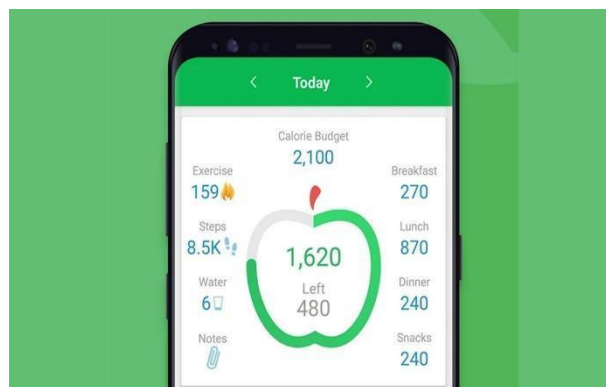 Today
Calorie Budget
2,100
Exercise
159
Breakfast
270
Steps
8.5K
Lunch
870
1,620
Left
480
Water
6
Dinner
240
Notes
Snacks
240